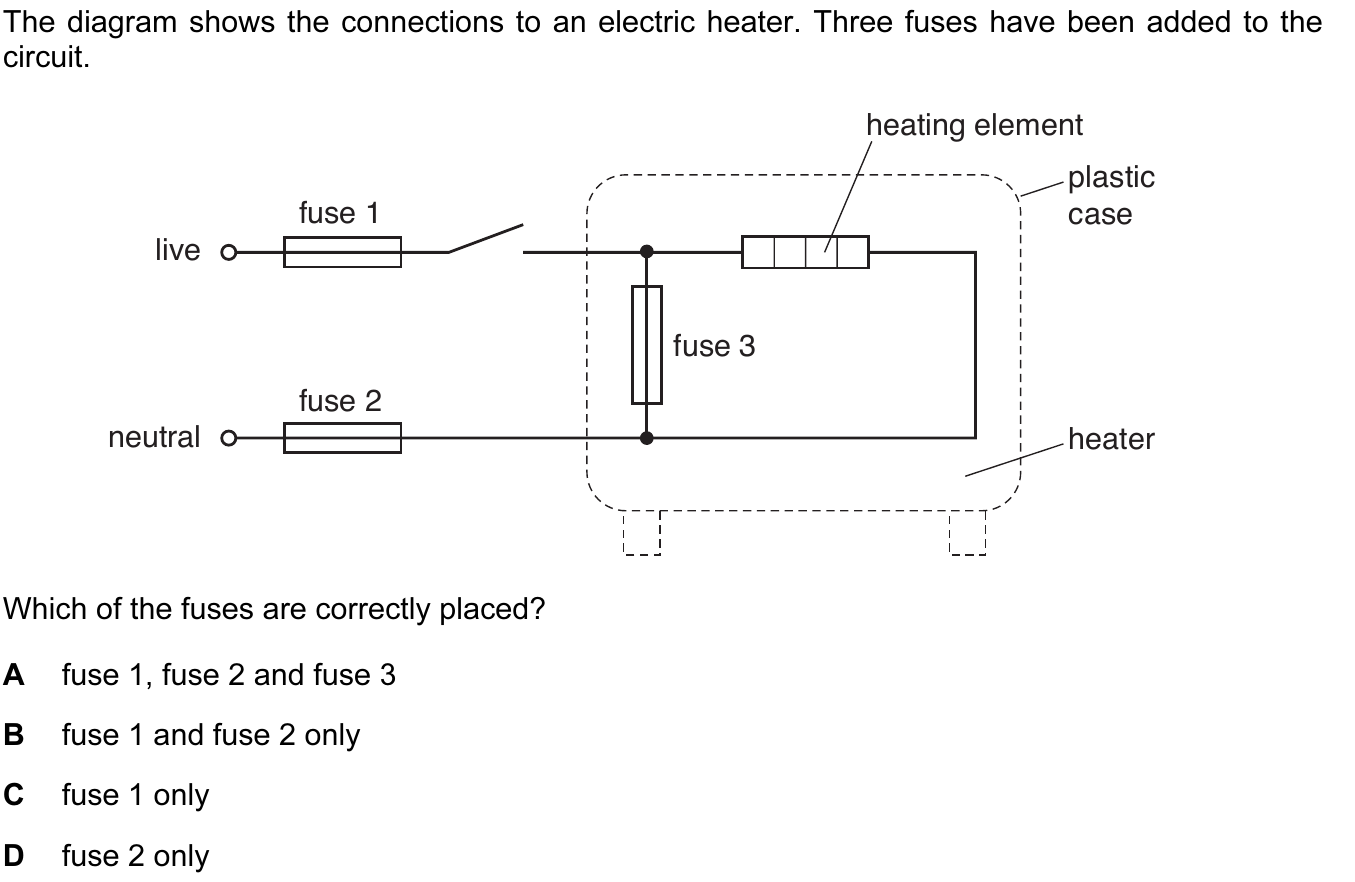 The diagram shows the connections to an electric heater. Three fuses have been added to the
circuit.
heating element
plastic
case
fuse 1
live
fuse 3
fuse 2
neutral
heater
Which of the fuses are correctly placed?
A fuse 1, fuse 2 and fuse 3
B fuse 1 and fuse 2 only
C fuse 1 only
D fuse 2 only